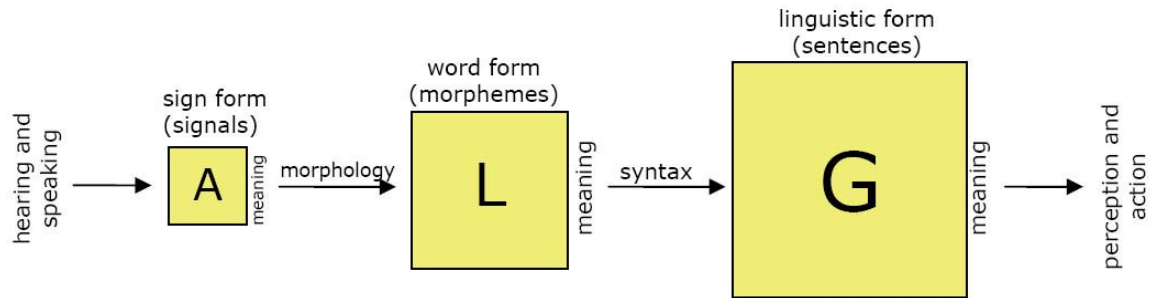 hearing and
speaking
sign form
(signals)
A
meaning
morphology
word form
(morphemes)
L
meaning
syntax
linguistic form
(sentences)
G
meaning
perception and
action